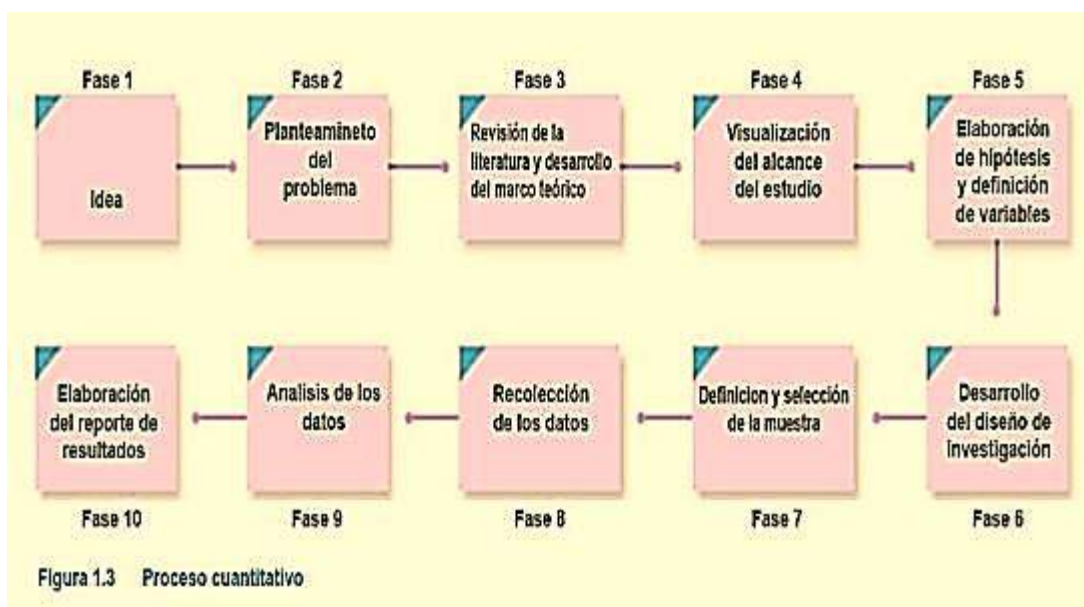 Fase 1
Idea
Fase 2
Planteamineto
del
problema
Fase 3
Revisión de la
literatura y desarrollo
del marco teórico
Fase 4
Visualización
del alcance
del estudio
Fase 5
Elaboración
de hipótesis
y definición
de variables
Desarrollo
del diseño de
investigación
Fase 6
Definicion y selección
de la muestra
Fase 7
Recolección
de los datos
Fase 8
Analisis de los
datos
Fase 9
Elaboración
del reporte de
resultados
Fase 10
Figura 1.3 Proceso cuantitativo